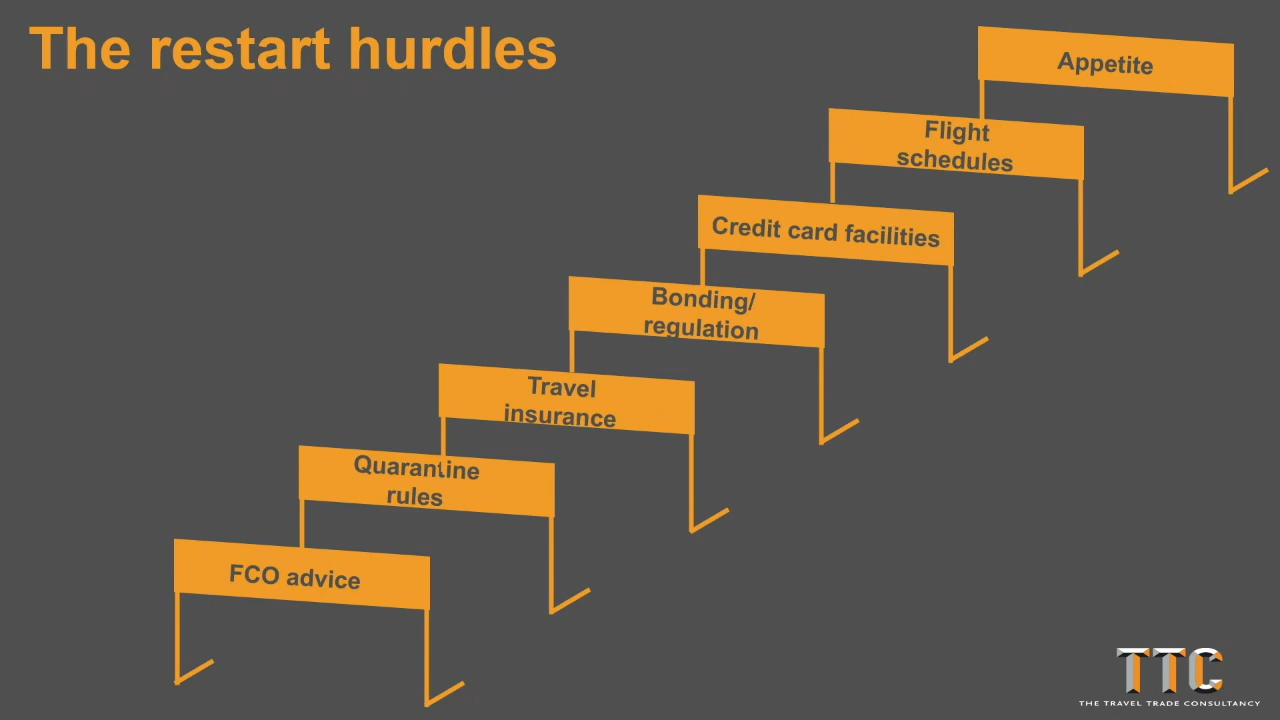 The restart hurdles
Appetite
Flight
schedules
Credit card facilities
Bonding/
regulation
Travel
insurance
Quarantine
rules
FCO advice
TTC
THE TRAVEL TRADE CONSULTANCY